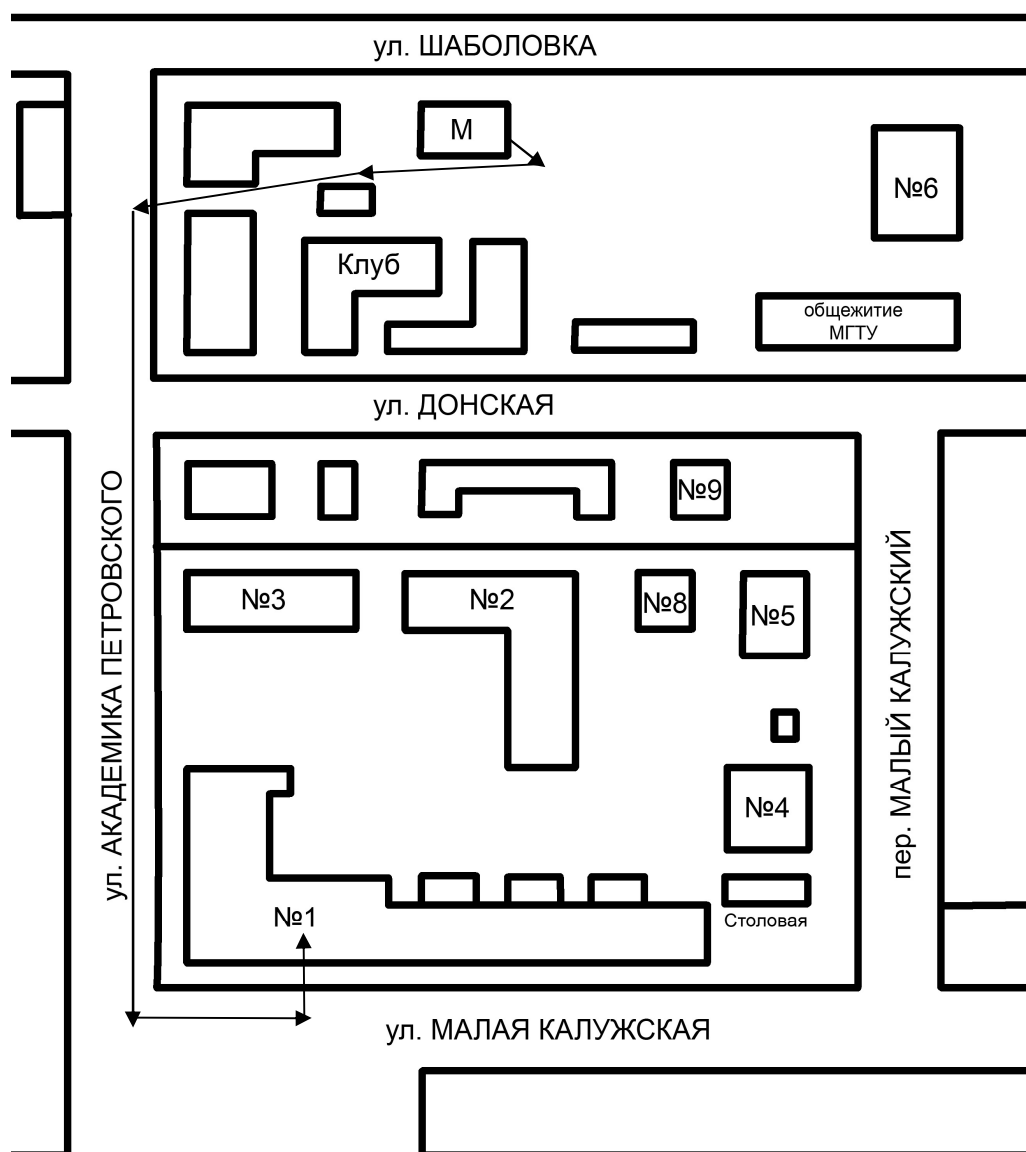 ул. ШАБОЛОВКА
М
№6
Клуб
общежитие
МГТУ
ул. ДОНСКАЯ
№9
ул. АКАДЕМИКА ПЕТРОВСКОГО
пер. МАЛЫЙ КАЛУЖСКИЙ
№3
№2
№8
№5
№4
№1
Столовая
ул. МАЛАЯ КАЛУЖСКАЯ